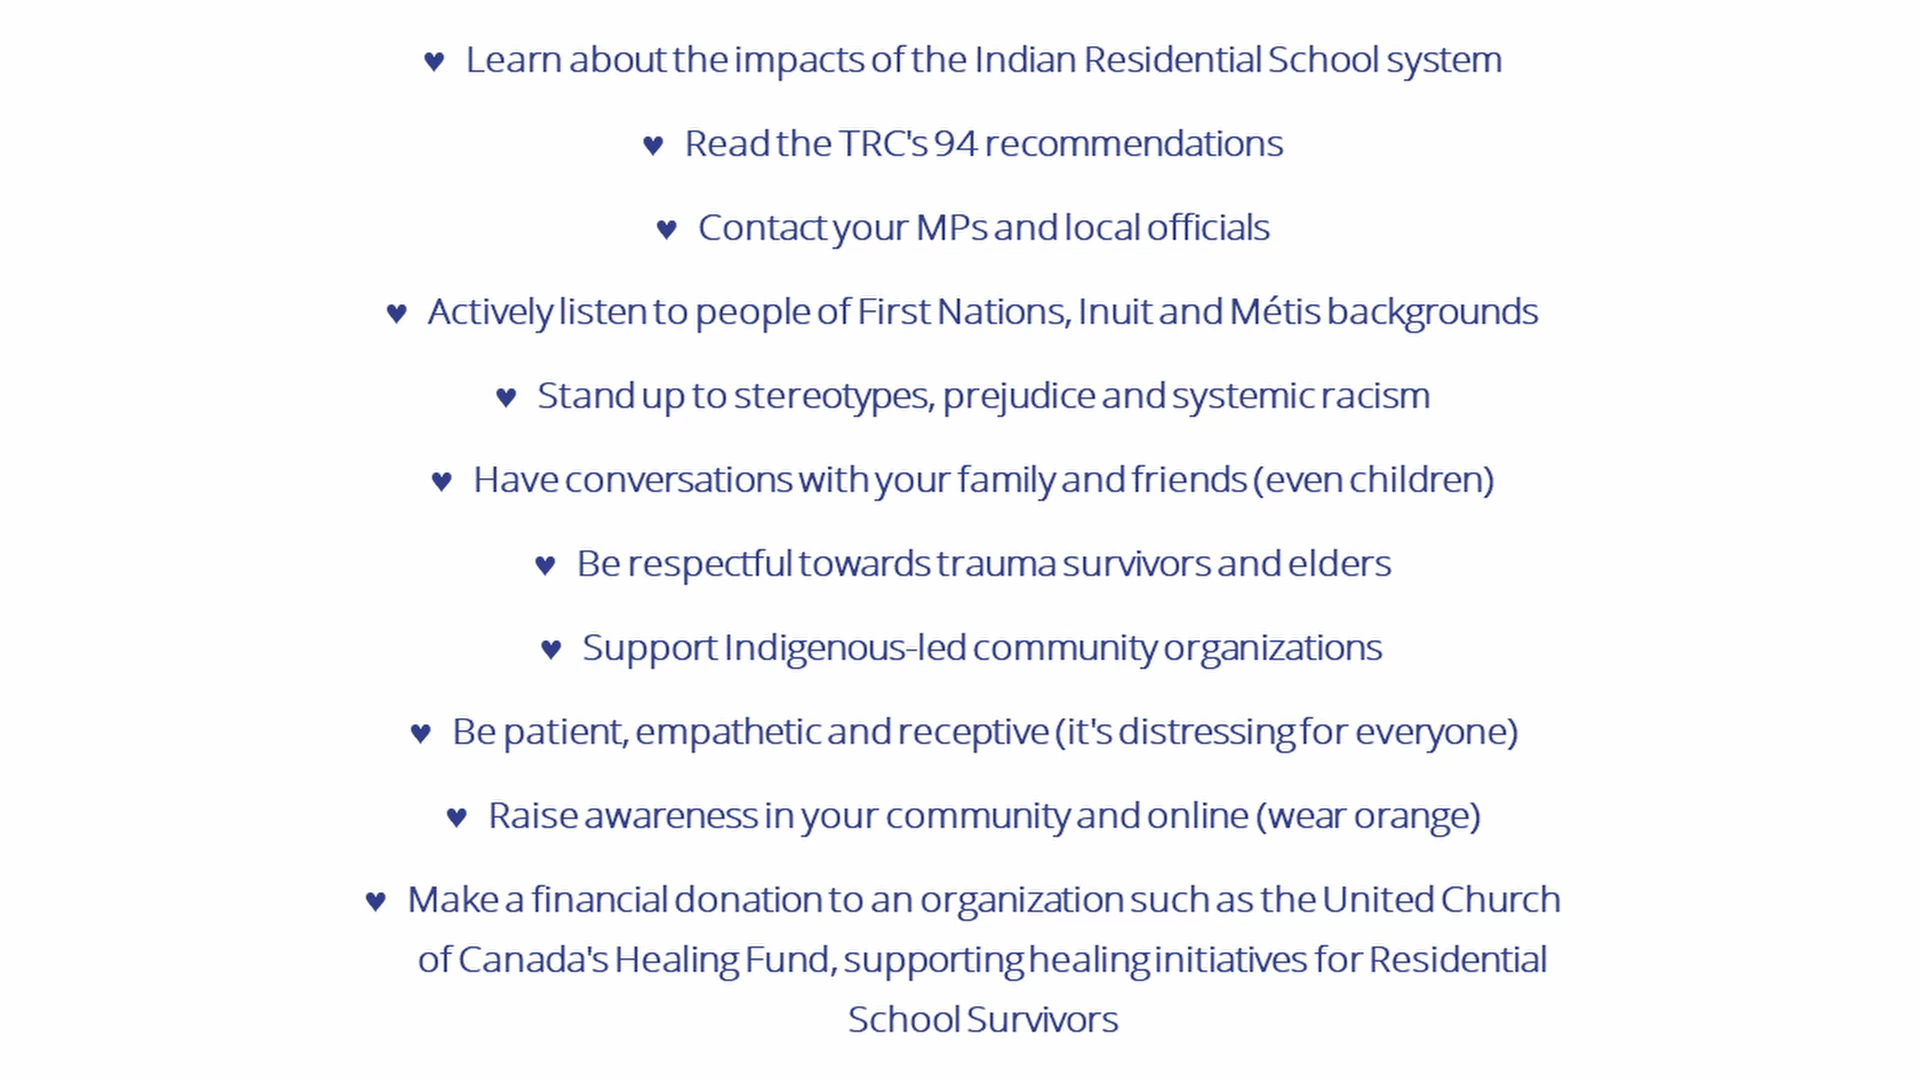 ♥ Learn about the impacts of the Indian Residential School system
♥ Read the TRC's 94 recommendations
♥ Contact your MPs and local officials
♥ Actively listen to people of First Nations, Inuit and Métis backgrounds
♥ Stand up to stereotypes, prejudice and systemic racism
♥ Have conversations with your family and friends (even children)
♥ Be respectful towards trauma survivors and elders
♥ Support Indigenous-led community organizations
♥ Be patient, empathetic and receptive (it's distressing for everyone)
♥ Raise awareness in your community and online (wear orange)
♥ Make a financial donation to an organization such as the United Church
of Canada's Healing Fund, supporting healing initiatives for Residential
School Survivors